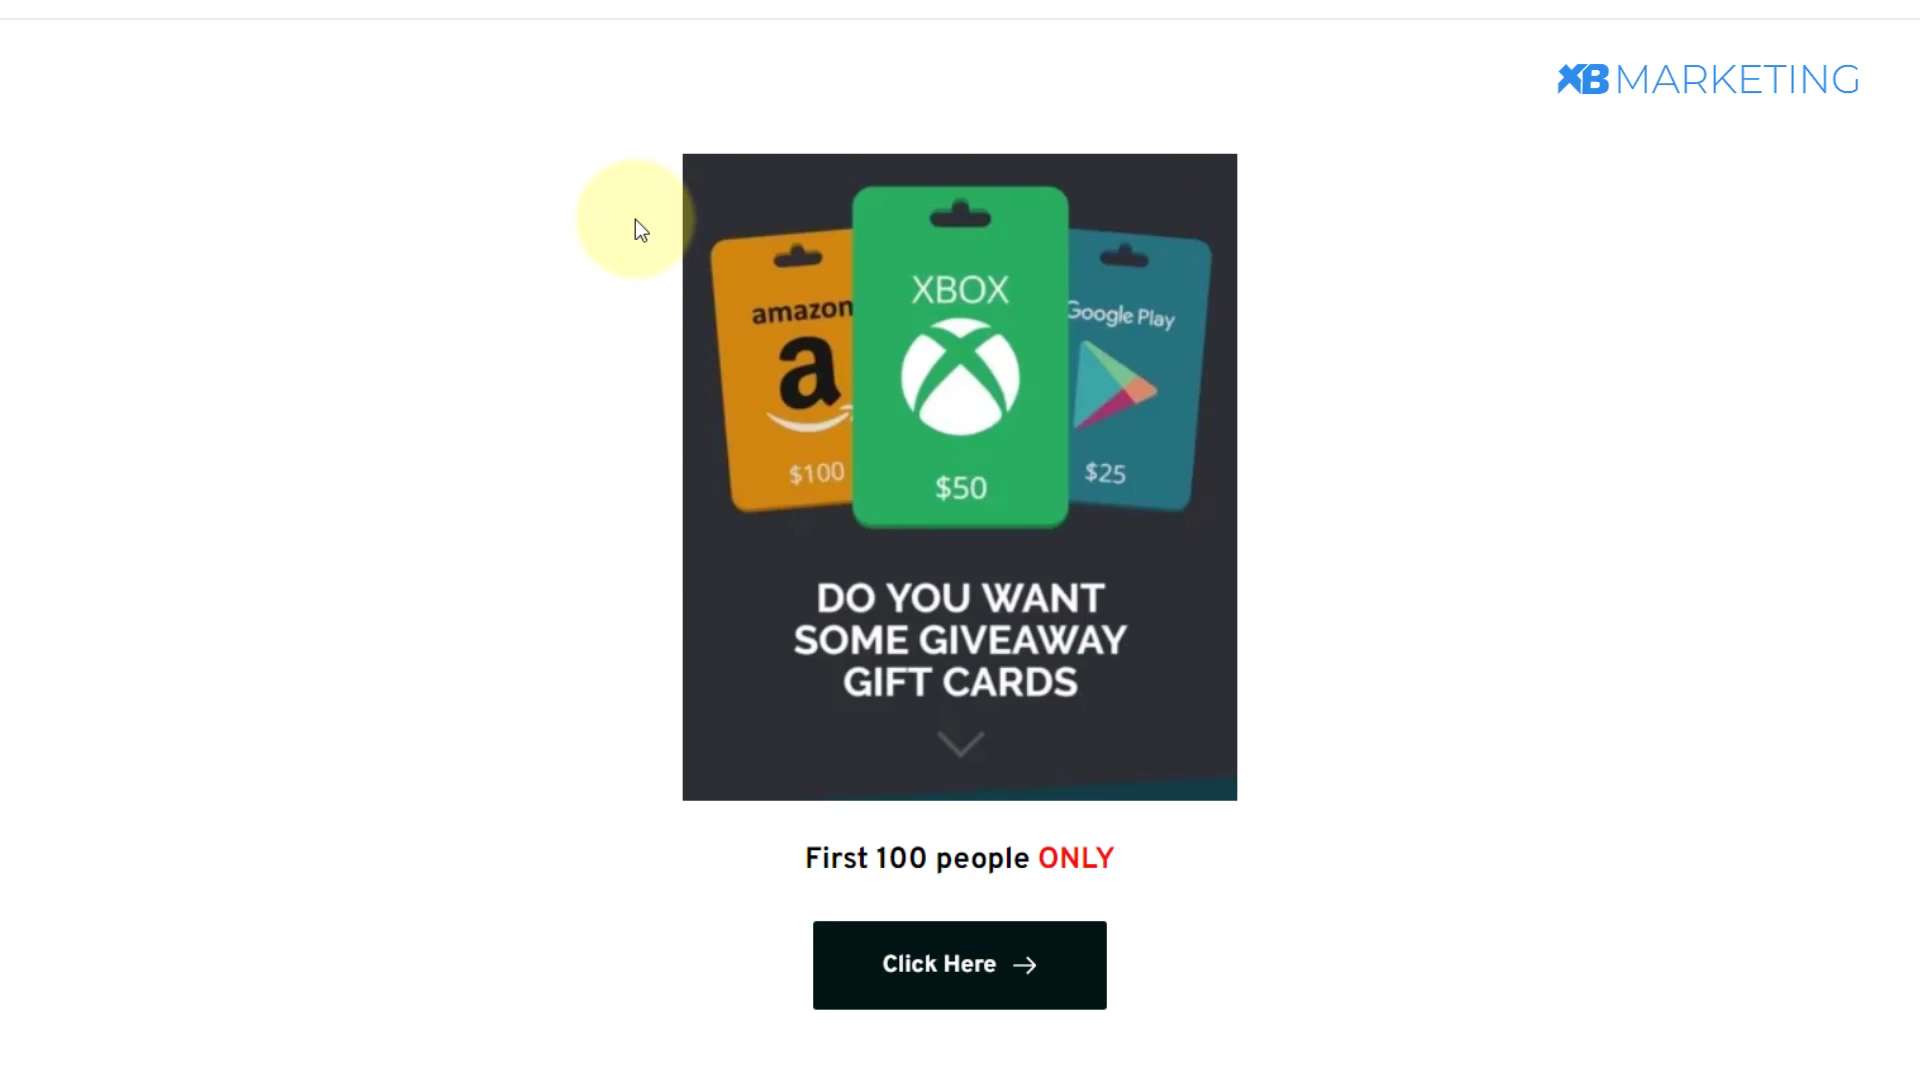 XB MARKETING
XBOX
amazon
Google Play
a
$100
$50
$25
DO YOU WANT
SOME GIVEAWAY
GIFT CARDS
First 100 people ONLY
Click Here →